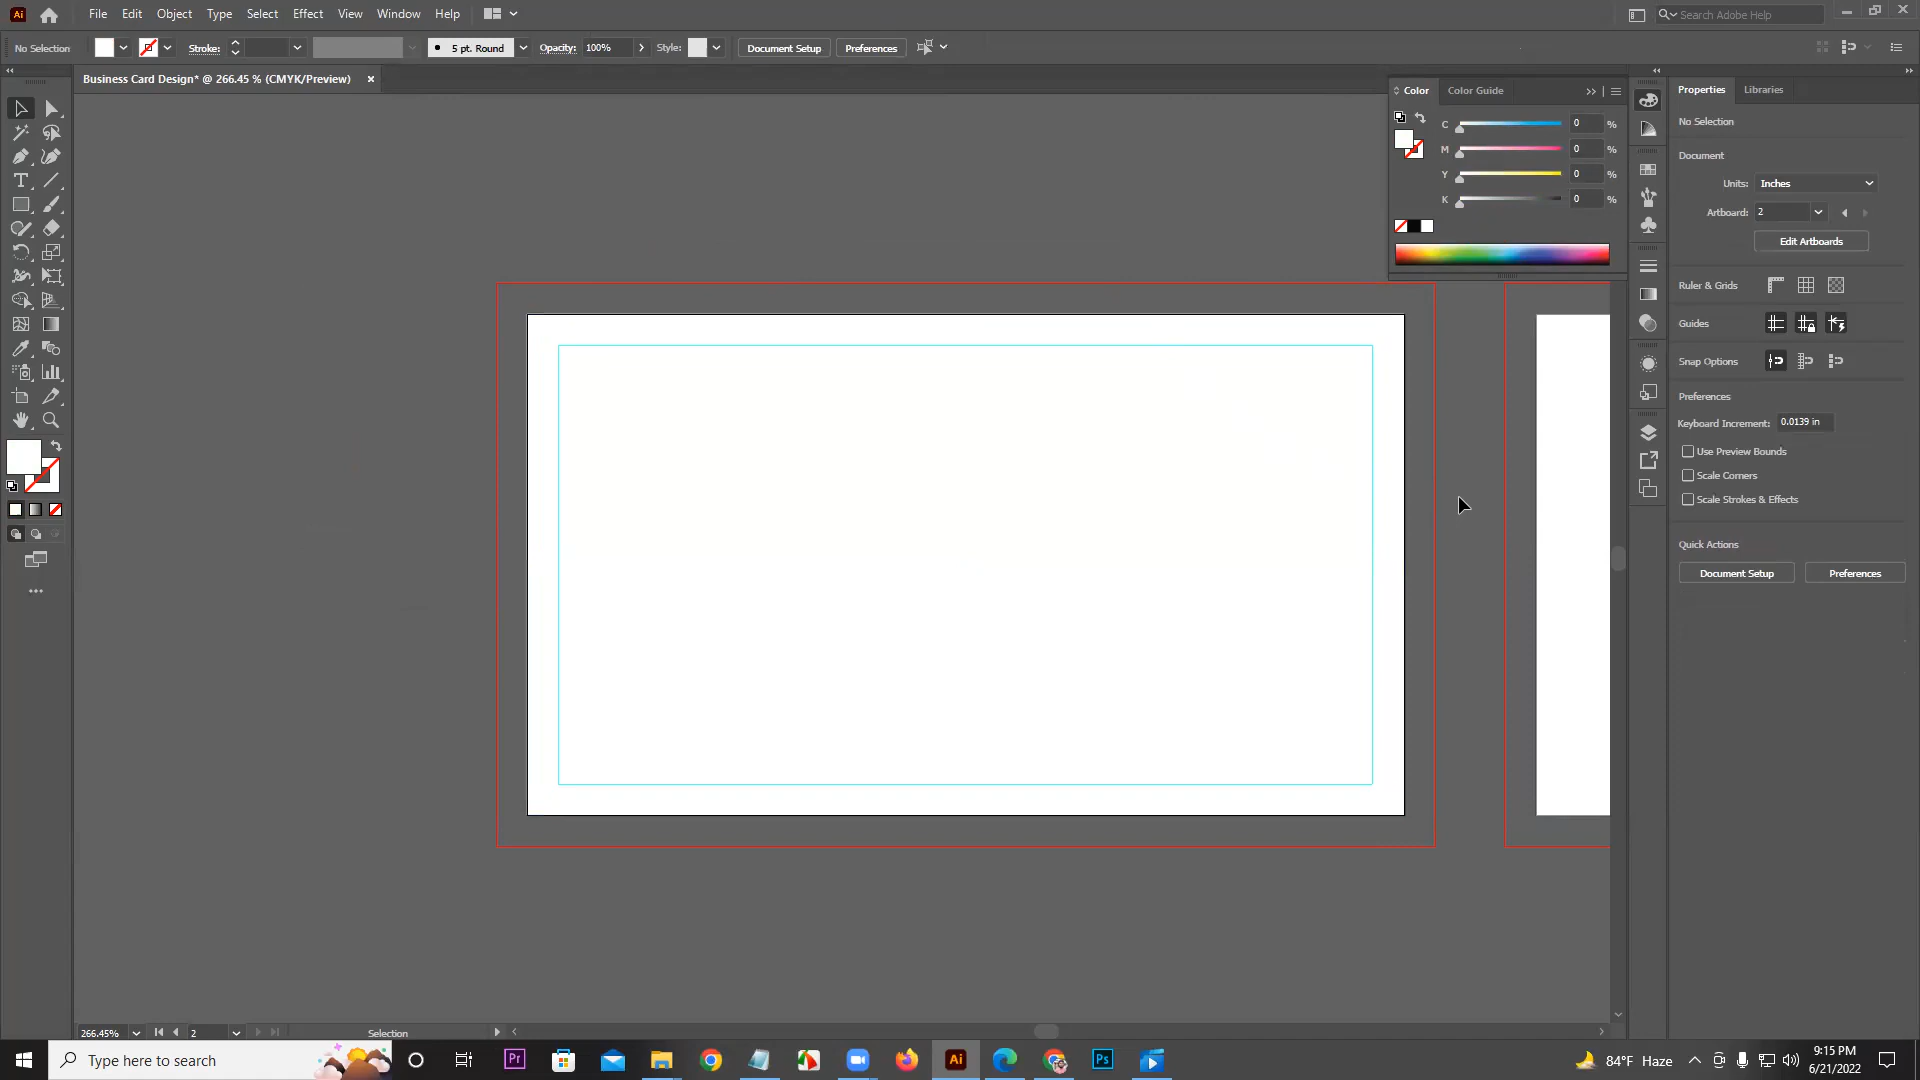 Ai File Edit Object Type Select Effect View Window Help Search Adobe Help
No Selection Stroke: 5 pt. Round Opacity: 100% Style: Document Setup Preferences
Business Card Design* @ 266.45 % (CMYK/Preview) ×
Color Color Guide
C 0 %
M 0 %
Y 0 %
K 0 %
Properties Libraries
No Selection
Document
Units: Inches
Artboard: 2
Edit Artboards
Ruler & Grids
Guides
Snap Options
Preferences
Keyboard Increment: 0.0139 in
Use Preview Bounds
Scale Corners
Scale Strokes & Effects
Quick Actions
Document Setup Preferences
266.45% 2 Selection
Type here to search Pr Ai Ps 84°F Haze 9:15 PM
6/21/2022